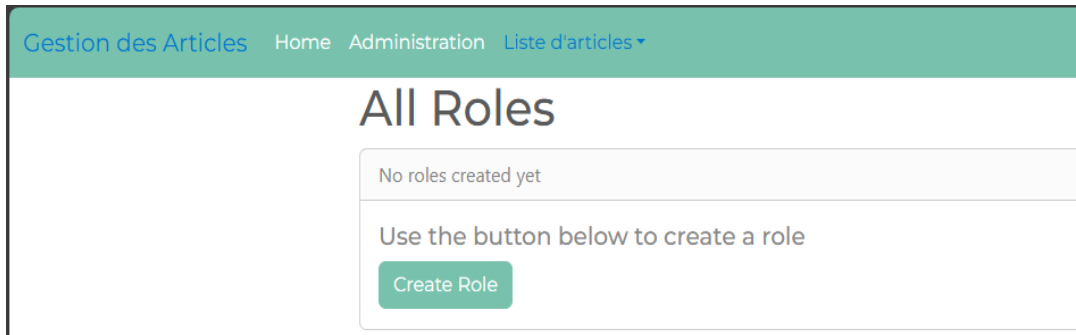 Gestion des Articles Home Administration Liste d'articles
All Roles
No roles created yet
Use the button below to create a role
Create Role